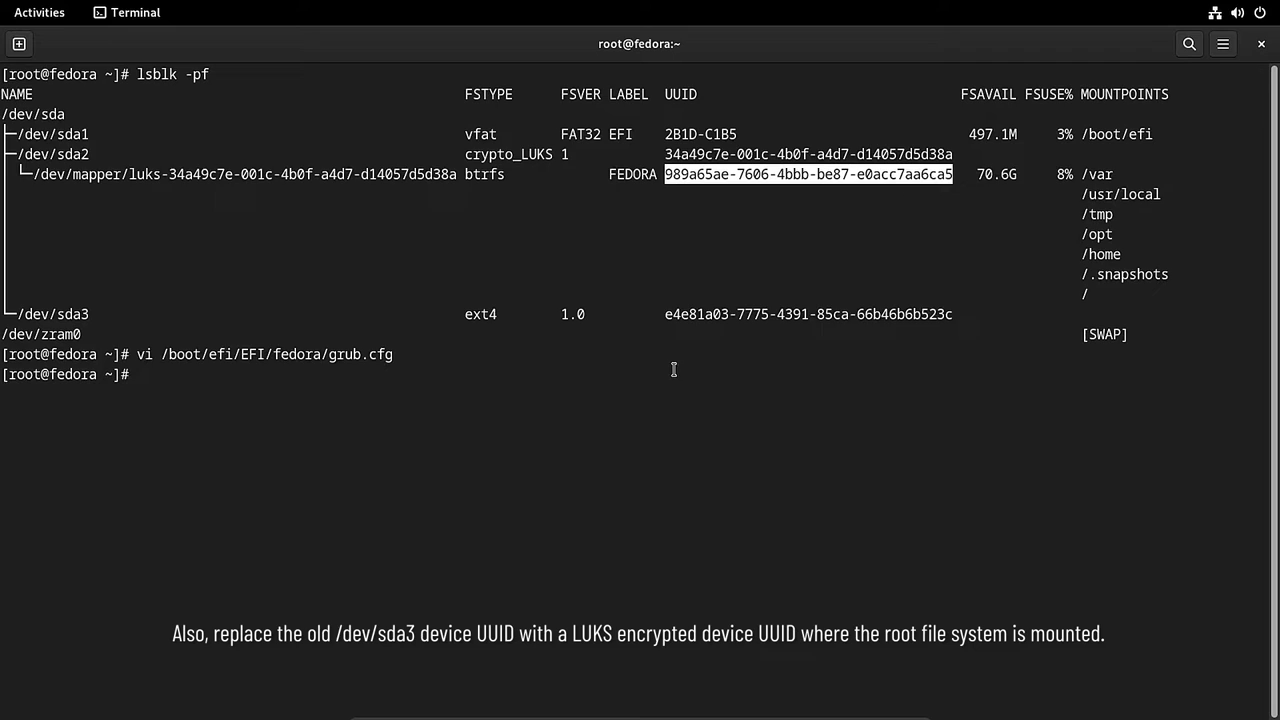 Activities Terminal
root@fedora:~
[root@fedora ~]# lsblk -pf
NAME FSTYPE FSVER LABEL UUID FSAVAIL FSUSE% MOUNTPOINTS
/dev/sda
├─/dev/sda1 vfat FAT32 EFI 2B1D-C1B5 497.1M 3% /boot/efi
├─/dev/sda2 crypto_LUKS 1 34a49c7e-001c-4b0f-a4d7-d14057d5d38a
│ └─/dev/mapper/luks-34a49c7e-001c-4b0f-a4d7-d14057d5d38a btrfs FEDORA 989a65ae-7606-4bbb-be87-e0acc7aa6ca5 70.6G 8% /var
/usr/local
/tmp
/opt
/home
/.snapshots
/
└─/dev/sda3 ext4 1.0 e4e81a03-7775-4391-85ca-66b46b6b523c
/dev/zram0 [SWAP]
[root@fedora ~]# vi /boot/efi/EFI/fedora/grub.cfg
[root@fedora ~]#
Also, replace the old /dev/sda3 device UUID with a LUKS encrypted device UUID where the root file system is mounted.